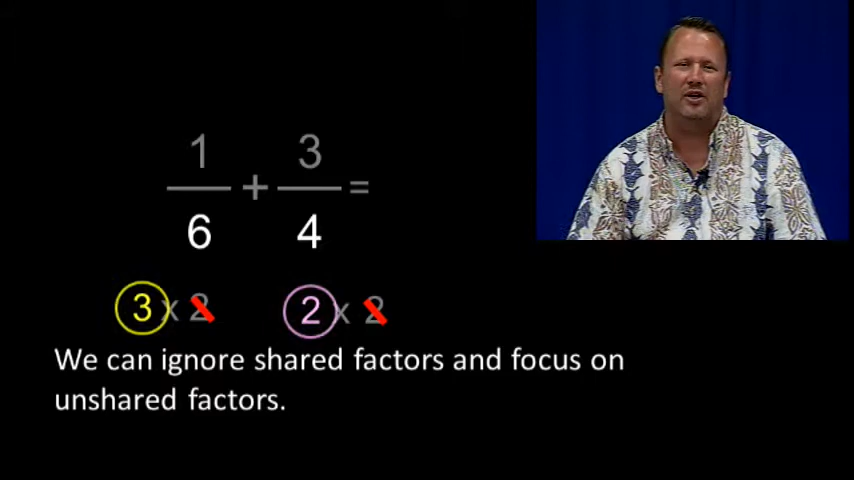 1 3
+ =
6 4
3 x 2 2 x 2
We can ignore shared factors and focus on
unshared factors.